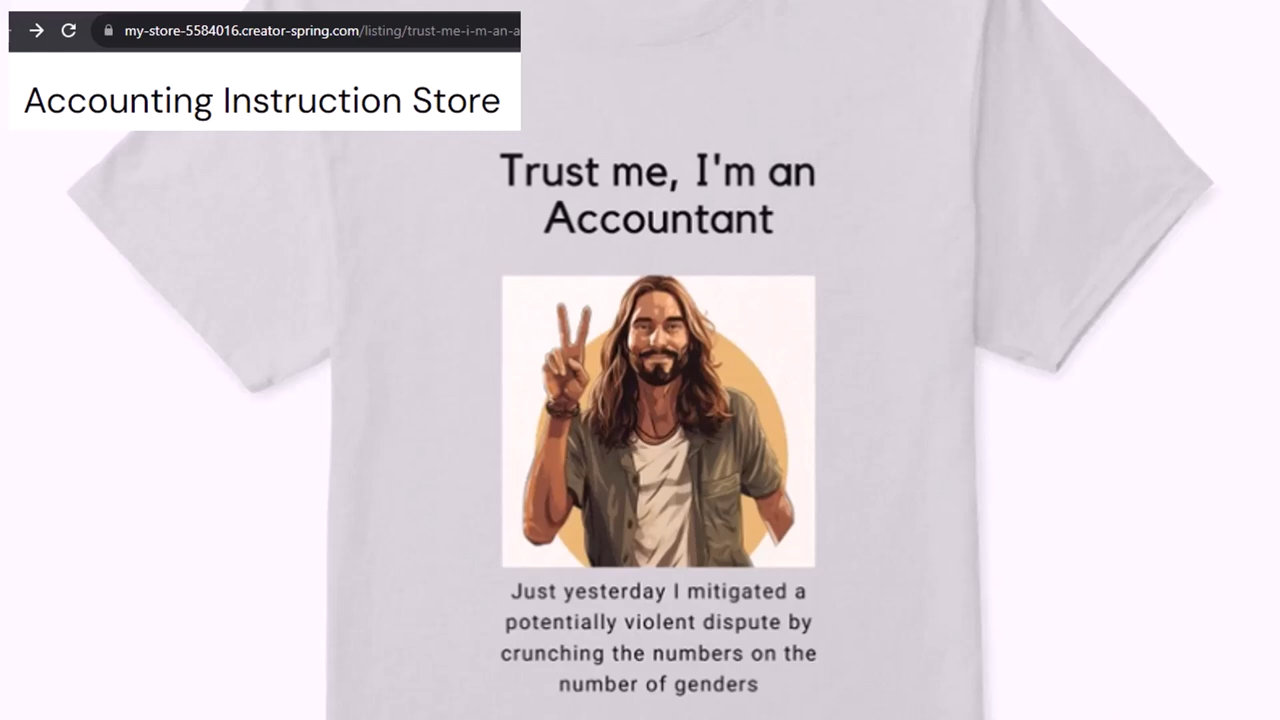 my-store-5584016.creator-spring.com/listing/trust-me-i-m-an-a
Accounting Instruction Store
Trust me, I'm an
Accountant
Just yesterday I mitigated a
potentially violent dispute by
crunching the numbers on the
number of genders